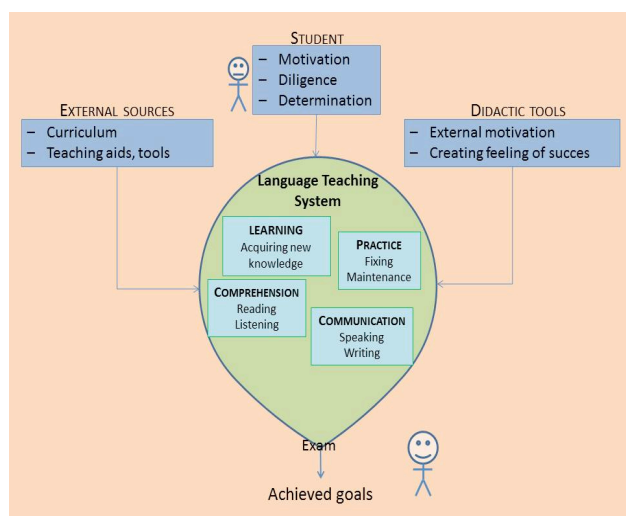 STUDENT
– Motivation
– Diligence
– Determination
EXTERNAL SOURCES
– Curriculum
– Teaching aids, tools
DIDACTIC TOOLS
– External motivation
– Creating feeling of succes
Language Teaching
System
LEARNING
Acquiring new
knowledge
PRACTICE
Fixing
Maintenance
COMPREHENSION
Reading
Listening
COMMUNICATION
Speaking
Writing
Exam
Achieved goals